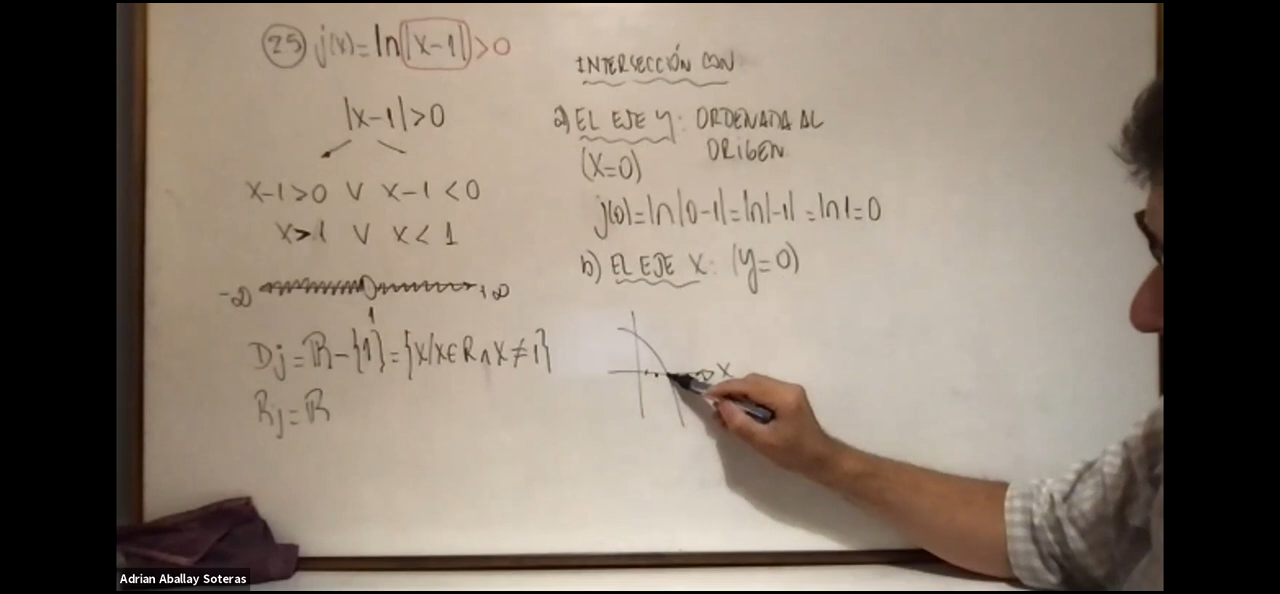 25) j(x)=ln|x-1|>0
|x-1|>0
x-1>0 ∨ x-1<0
x>1 ∨ x<1
-∞ +∞
1
Dj=ℝ-{1}={x/x∈R∧x≠1}
Rj=ℝ
INTERSECCIÓN CON
a) EL EJE Y: ORDENADA AL
ORIGEN
(X=0)
j(0)=ln|0-1|=ln|-1|=ln1=0
b) EL EJE X: (y=0)
X
Adrian Aballay Soteras